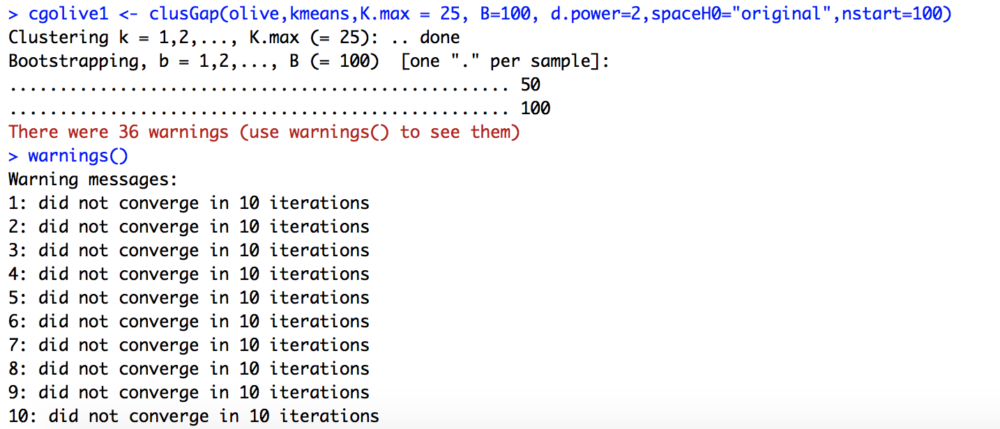 > cgolive1 <- clusGap(olive,kmeans,K.max = 25, B=100, d.power=2,spaceH0="original",nstart=100)
Clustering k = 1,2,..., K.max (= 25): .. done
Bootstrapping, b = 1,2,..., B (= 100)  [one "." per sample]:
.................................................. 50
.................................................. 100
There were 36 warnings (use warnings() to see them)
> warnings()
Warning messages:
1: did not converge in 10 iterations
2: did not converge in 10 iterations
3: did not converge in 10 iterations
4: did not converge in 10 iterations
5: did not converge in 10 iterations
6: did not converge in 10 iterations
7: did not converge in 10 iterations
8: did not converge in 10 iterations
9: did not converge in 10 iterations
10: did not converge in 10 iterations